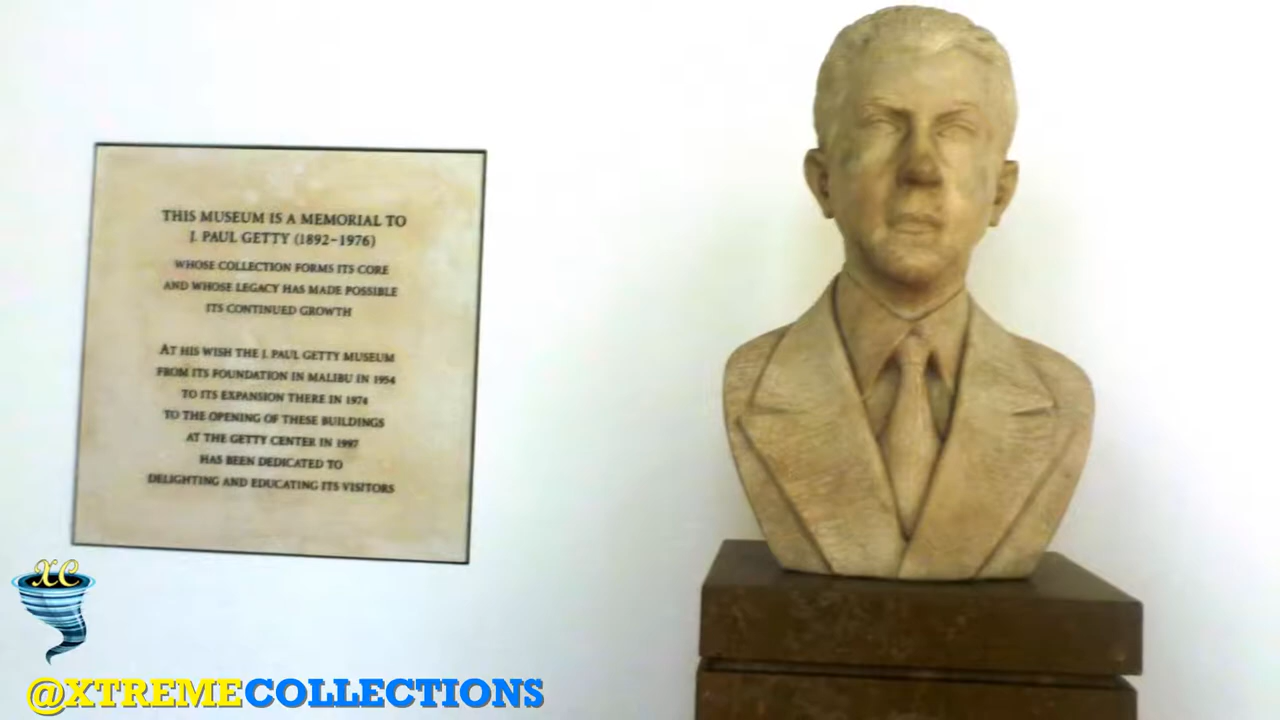 THIS MUSEUM IS A MEMORIAL TO
J. PAUL GETTY (1892–1976)
WHOSE COLLECTION FORMS ITS CORE
AND WHOSE LEGACY HAS MADE POSSIBLE
ITS CONTINUED GROWTH
AT HIS WISH THE J. PAUL GETTY MUSEUM
FROM ITS FOUNDATION IN MALIBU IN 1954
TO ITS EXPANSION THERE IN 1974
TO THE OPENING OF THESE BUILDINGS
AT THE GETTY CENTER IN 1997
HAS BEEN DEDICATED TO
DELIGHTING AND EDUCATING ITS VISITORS
XC
@XTREMECOLLECTIONS